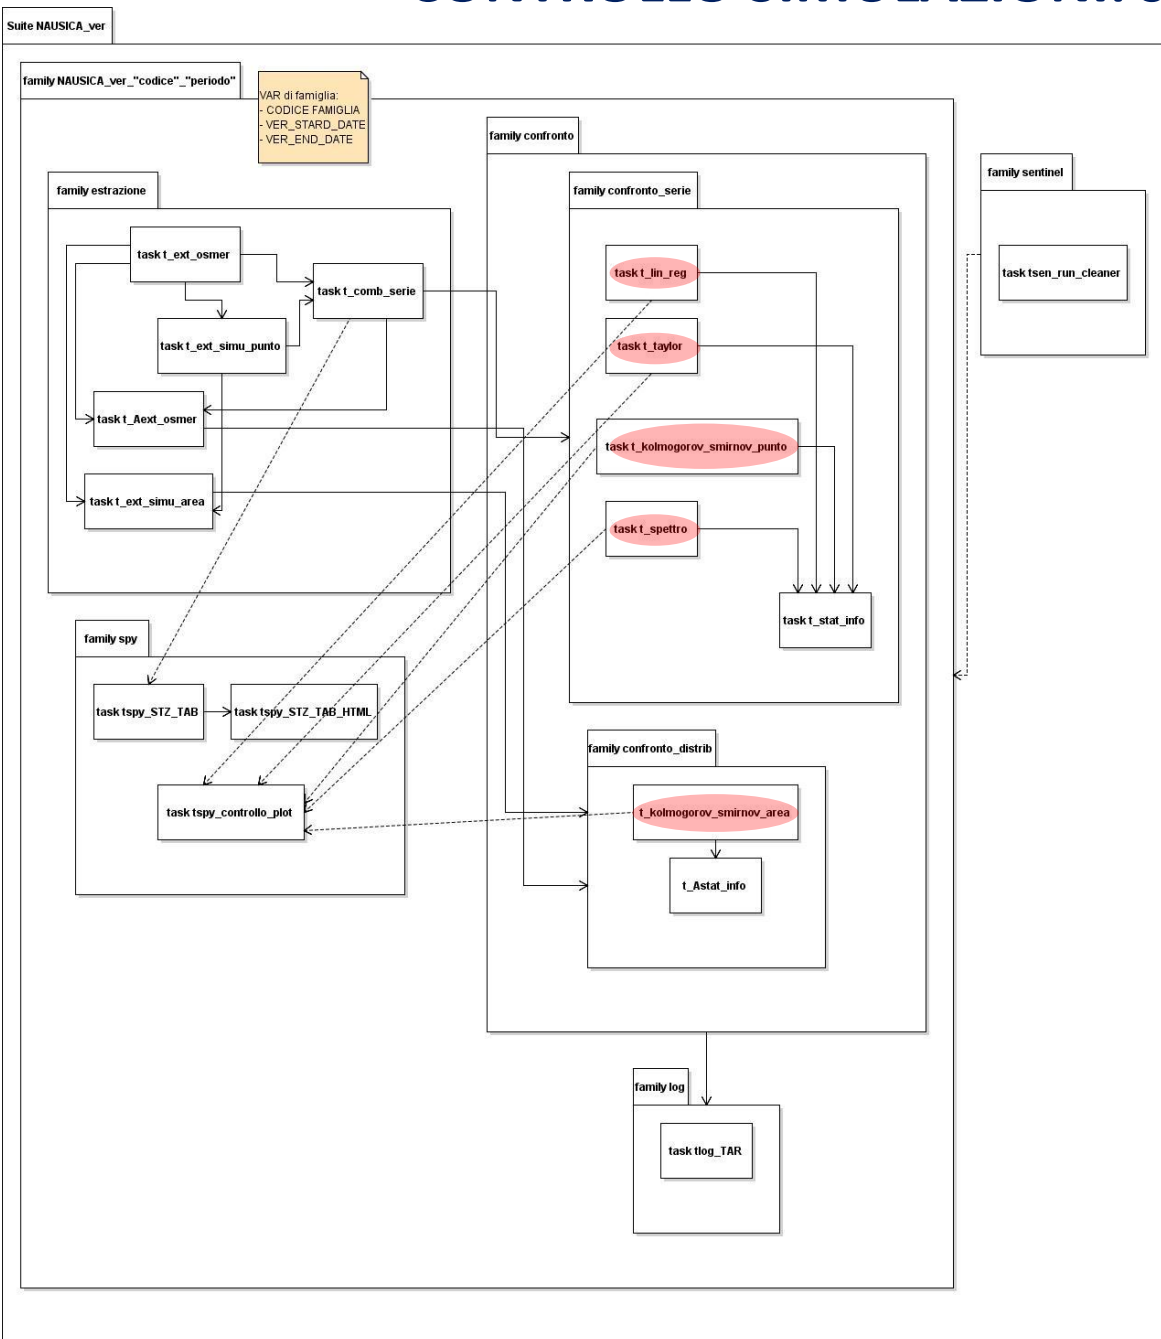 Suite NAUSICA_ver
family NAUSICA_ver_"codice"_"periodo"
VAR di famiglia:
- CODICE FAMIGLIA
- VER_STARD_DATE
- VER_END_DATE
family confronto
family sentinel
family estrazione
family confronto_serie
task t_ext_osmer
task t_comb_serie
task t_ext_simu_punto
task t_Aext_osmer
task t_ext_simu_area
task t_lin_reg
task t_taylor
task t_kolmogorov_smirnov_punto
task t_spettro
task t_stat_info
task tsen_run_cleaner
family spy
task tspy_STZ_TAB
task tspy_STZ_TAB_HTML
task tspy_controllo_plot
family confronto_distrib
t_kolmogorov_smirnov_area
t_Astat_info
family log
task tlog_TAR